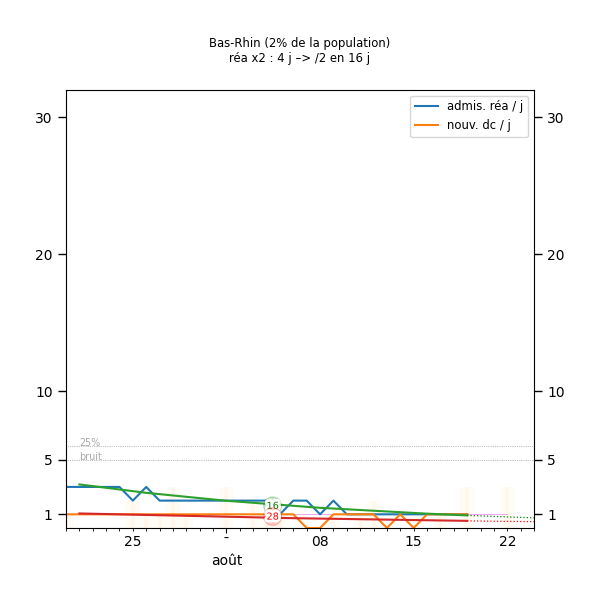 Bas-Rhin (2% de la population)
réa x2 : 4 j –> /2 en 16 j
admis. réa / j
nouv. dc / j
30 30
20 20
10 10
25%
bruit
5 5
16
28
1 1
25 - 08 15 22
août